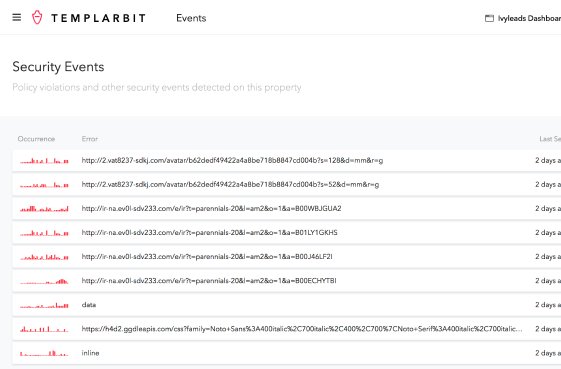 TEMPLARBIT Events Ivyleads Dashboar
Security Events
Policy violations and other security events detected on this property.
Occurrence Error Last Se
http://2.vat8237-sdkj.com/avatar/b62dedf49422a4a8be718b8847cd004b?s=128&d=mm&r=g 2 days a
http://2.vat8237-sdkj.com/avatar/b62dedf49422a4a8be718b8847cd004b?s=52&d=mm&r=g 2 days a
http://ir-na.ev0l-sdv233.com/e/ir?t=parennials-20&l=am2&o=1&a=B00WBJGUA2 2 days a
http://ir-na.ev0l-sdv233.com/e/ir?t=parennials-20&l=am2&o=1&a=B01LY1GKHS 2 days a
http://ir-na.ev0l-sdv233.com/e/ir?t=parennials-20&l=am2&o=1&a=B00J46LF2I 2 days a
http://ir-na.ev0l-sdv233.com/e/ir?t=parennials-20&l=am2&o=1&a=B00ECHYTBI 2 days a
data 2 days a
https://h4d2.ggdleapis.com/css?family=Noto+Sans%3A400italic%2C700italic%2C400%2C700%7CNoto+Serif%3A400italic%2C700italic... 2 days a
inline 2 days a